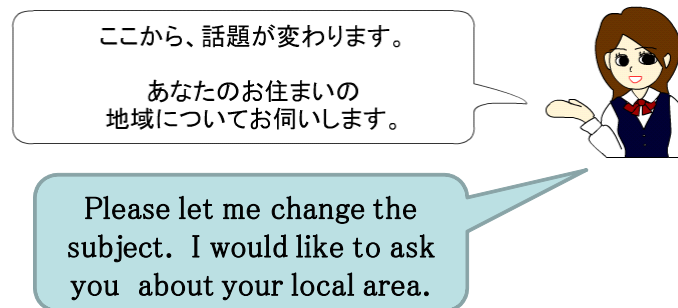 ここから、話題が変わります。
あなたのお住まいの
地域についてお伺いします。
Please let me change the
subject. I would like to ask
you about your local area.